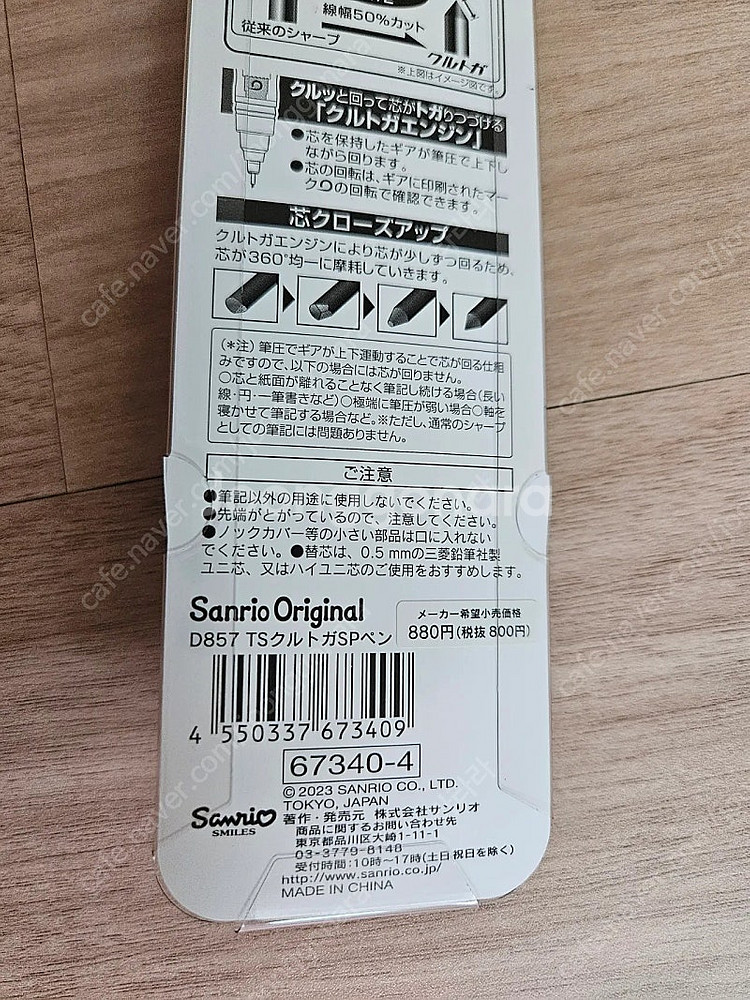 線幅50%カット
従来のシャープ
クルトガ
※上図はイメージ図です。
クルッと回って芯がトガりつづける
「クルトガエンジン」
●芯を保持したギアが筆圧で上下し
ながら回ります。
●芯の回転は、ギアに印刷されたマー
クの回転で確認できます。
芯クローズアップ
クルトガエンジンにより芯が少しずつ回るため、
芯が360°均一に摩耗していきます。
(*注) 筆圧でギアが上下運動することで芯が回る仕組
みですので、以下の場合には芯が回りません。
○芯と紙面が離れることなく筆記し続ける場合(長い
線・円・一筆書きなど)○極端に筆圧が弱い場合○軸を
寝かせて筆記する場合など。※ただし、通常のシャープ
としての筆記には問題ありません。
ご注意
●筆記以外の用途に使用しないでください。
●先端がとがっているので、注意してください。
●ノックカバー等の小さい部品は口に入れない
でください。●替芯は、0.5 mmの三菱鉛筆社製
ユニ芯、又はハイユニ芯のご使用をおすすめします。
Sanrio Original
D857 TSクルトガSPペン
メーカー希望小売価格
880円(税抜 800円)
4 550337 673409
67340-4
© 2023 SANRIO CO., LTD.
TOKYO, JAPAN
Sanrio
SMILES
著作・発売元 株式会社サンリオ
商品に関するお問い合わせ先
東京都品川区大崎1-11-1
03-3779-8148
受付時間:10時〜17時(土日祝日を除く)
http://www.sanrio.co.jp/
MADE IN CHINA